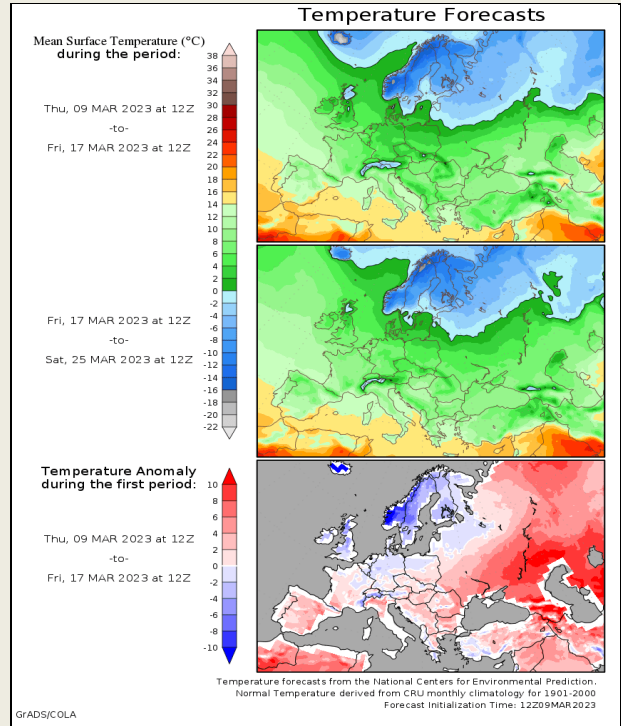 Temperature Forecasts
Mean Surface Temperature (°C)
during the period:
Thu, 09 MAR 2023 at 12Z
-to-
Fri, 17 MAR 2023 at 12Z
38
36
34
32
30
28
26
24
22
20
18
16
14
12
10
8
6
4
2
0
-2
-4
-6
-8
-10
-12
-14
-16
-18
-20
-22
Fri, 17 MAR 2023 at 12Z
-to-
Sat, 25 MAR 2023 at 12Z
Temperature Anomaly
during the first period:
Thu, 09 MAR 2023 at 12Z
-to-
Fri, 17 MAR 2023 at 12Z
10
8
6
4
2
0
-2
-4
-6
-8
-10
Temperature forecasts from the National Centers for Environmental Prediction.
Normal Temperature derived from CRU monthly climatology for 1901-2000
Forecast Initialization Time: 12Z09MAR2023
GrADS/COLA